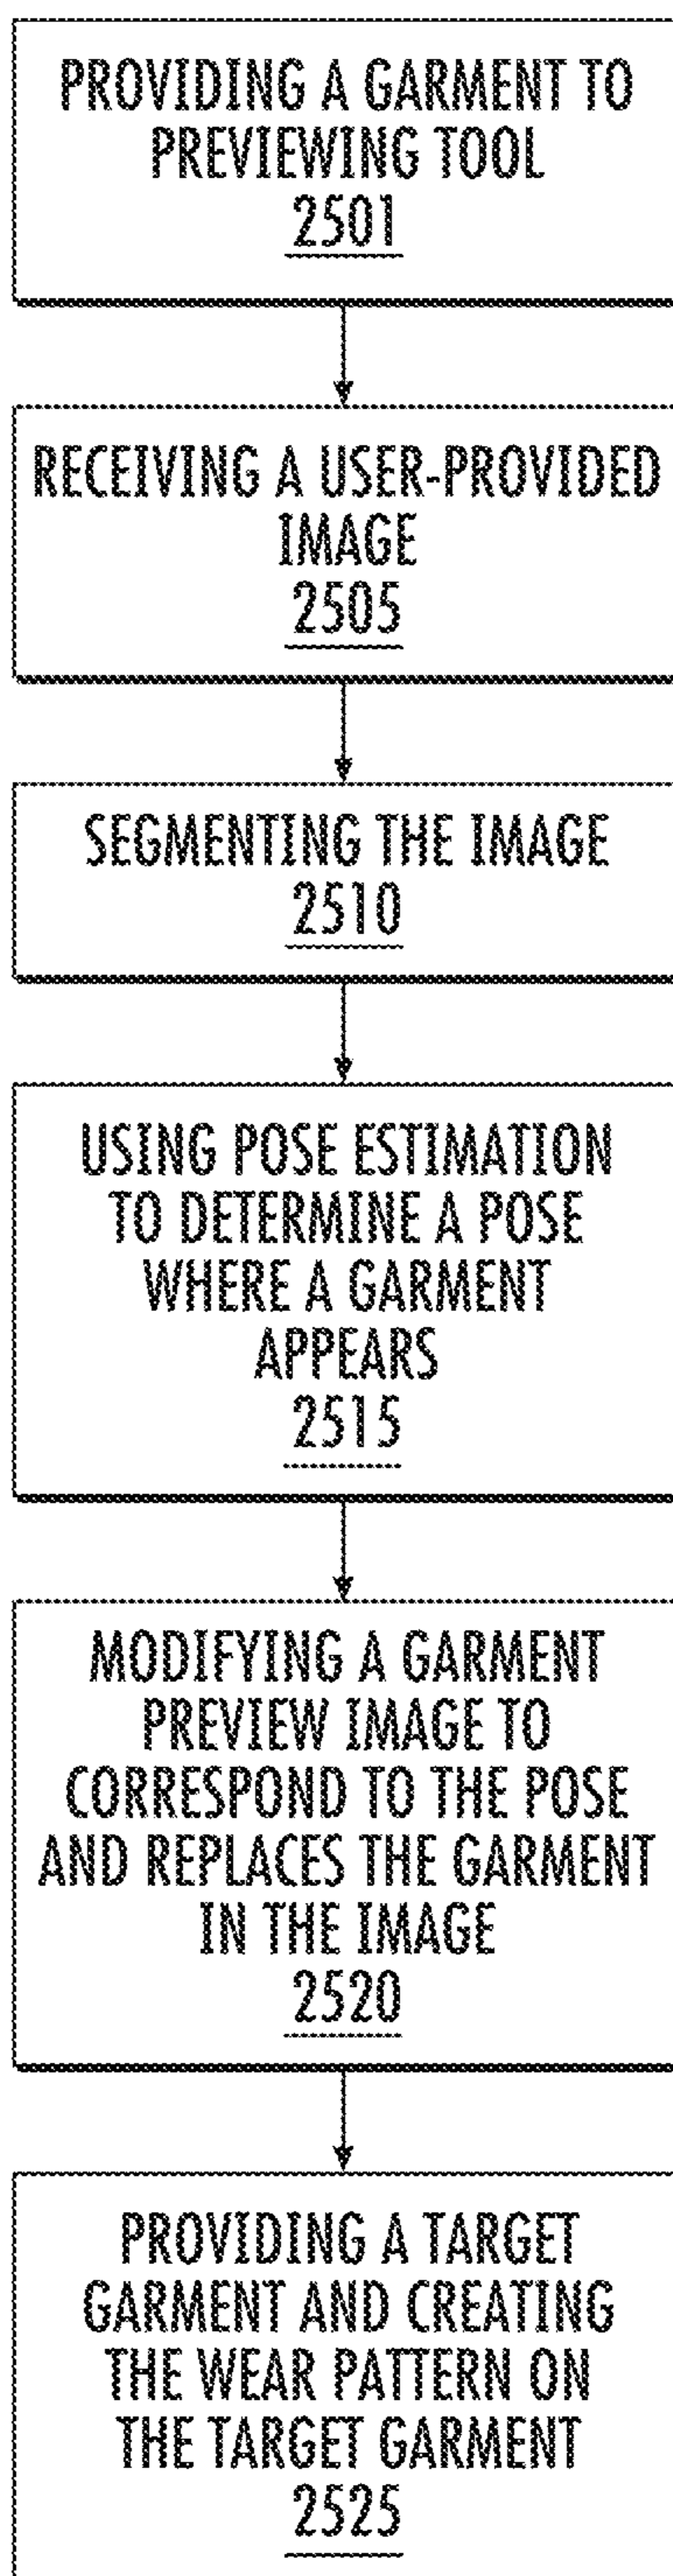 PROVIDING A GARMENT TO
PREVIEWING TOOL
2501
RECEIVING A USER-PROVIDED
IMAGE
2505
SEGMENTING THE IMAGE
2510
USING POSE ESTIMATION
TO DETERMINE A POSE
WHERE A GARMENT
APPEARS
2515
MODIFYING A GARMENT
PREVIEW IMAGE TO
CORRESPOND TO THE POSE
AND REPLACES THE GARMENT
IN THE IMAGE
2520
PROVIDING A TARGET
GARMENT AND CREATING
THE WEAR PATTERN ON
THE TARGET GARMENT
2525